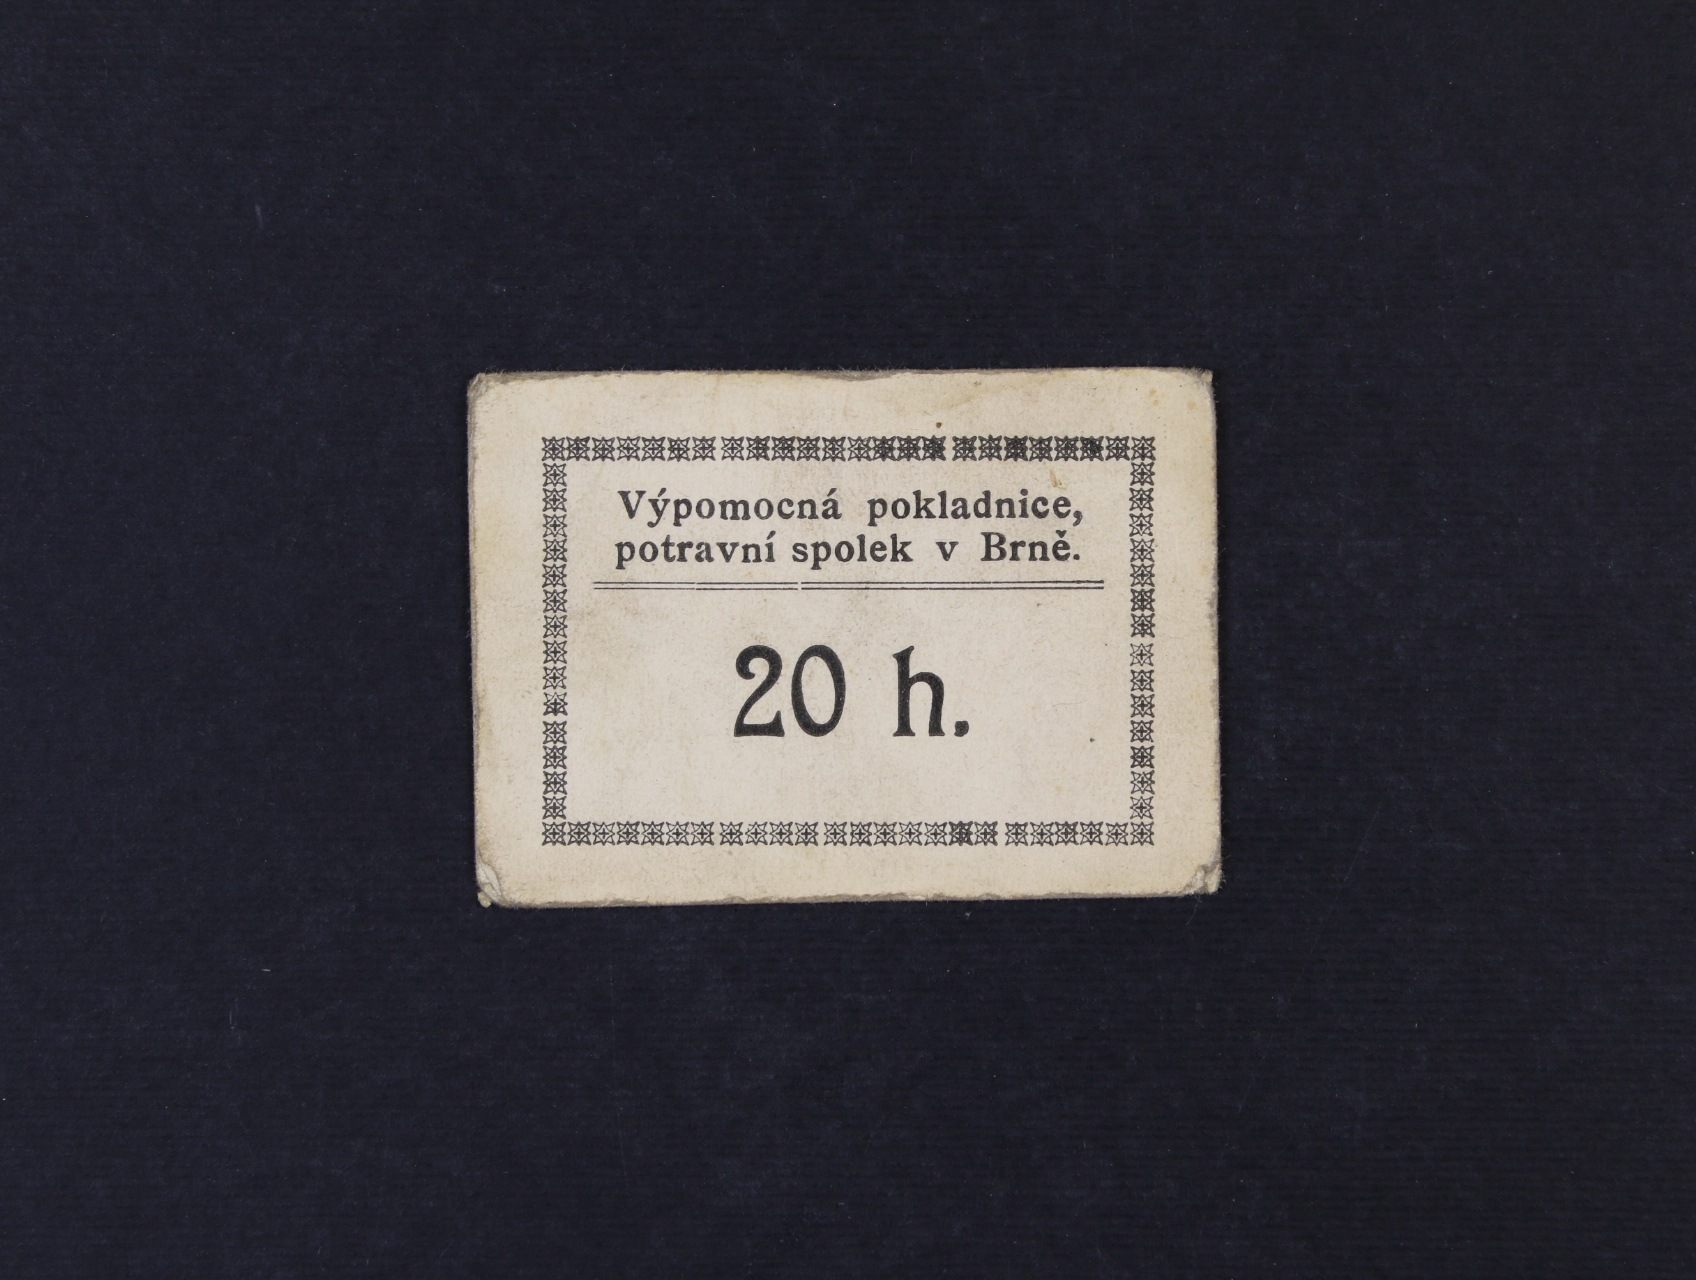 Výpomocná pokladnice,
potravní spolek v Brně.
20 h.